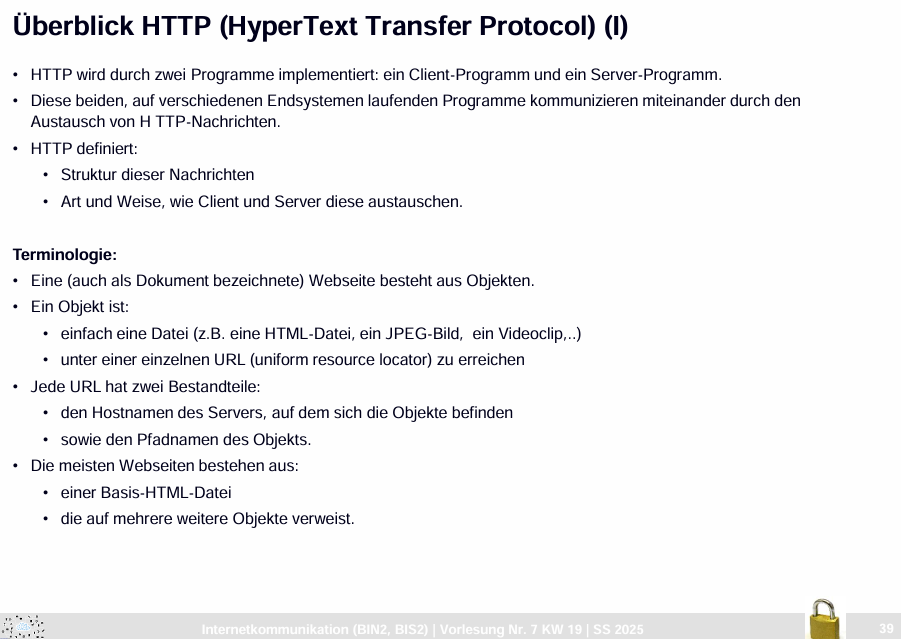 Überblick HTTP (HyperText Transfer Protocol) (I)
• HTTP wird durch zwei Programme implementiert: ein Client-Programm und ein Server-Programm.
• Diese beiden, auf verschiedenen Endsystemen laufenden Programme kommunizieren miteinander durch den
Austausch von H TTP-Nachrichten.
• HTTP definiert:
• Struktur dieser Nachrichten
• Art und Weise, wie Client und Server diese austauschen.
Terminologie:
• Eine (auch als Dokument bezeichnete) Webseite besteht aus Objekten.
• Ein Objekt ist:
• einfach eine Datei (z.B. eine HTML-Datei, ein JPEG-Bild, ein Videoclip,..)
• unter einer einzelnen URL (uniform resource locator) zu erreichen
• Jede URL hat zwei Bestandteile:
• den Hostnamen des Servers, auf dem sich die Objekte befinden
• sowie den Pfadnamen des Objekts.
• Die meisten Webseiten bestehen aus:
• einer Basis-HTML-Datei
• die auf mehrere weitere Objekte verweist.
Internetkommunikation (BIN2, BIS2) | Vorlesung Nr. 7 KW 19 | SS 2025
39